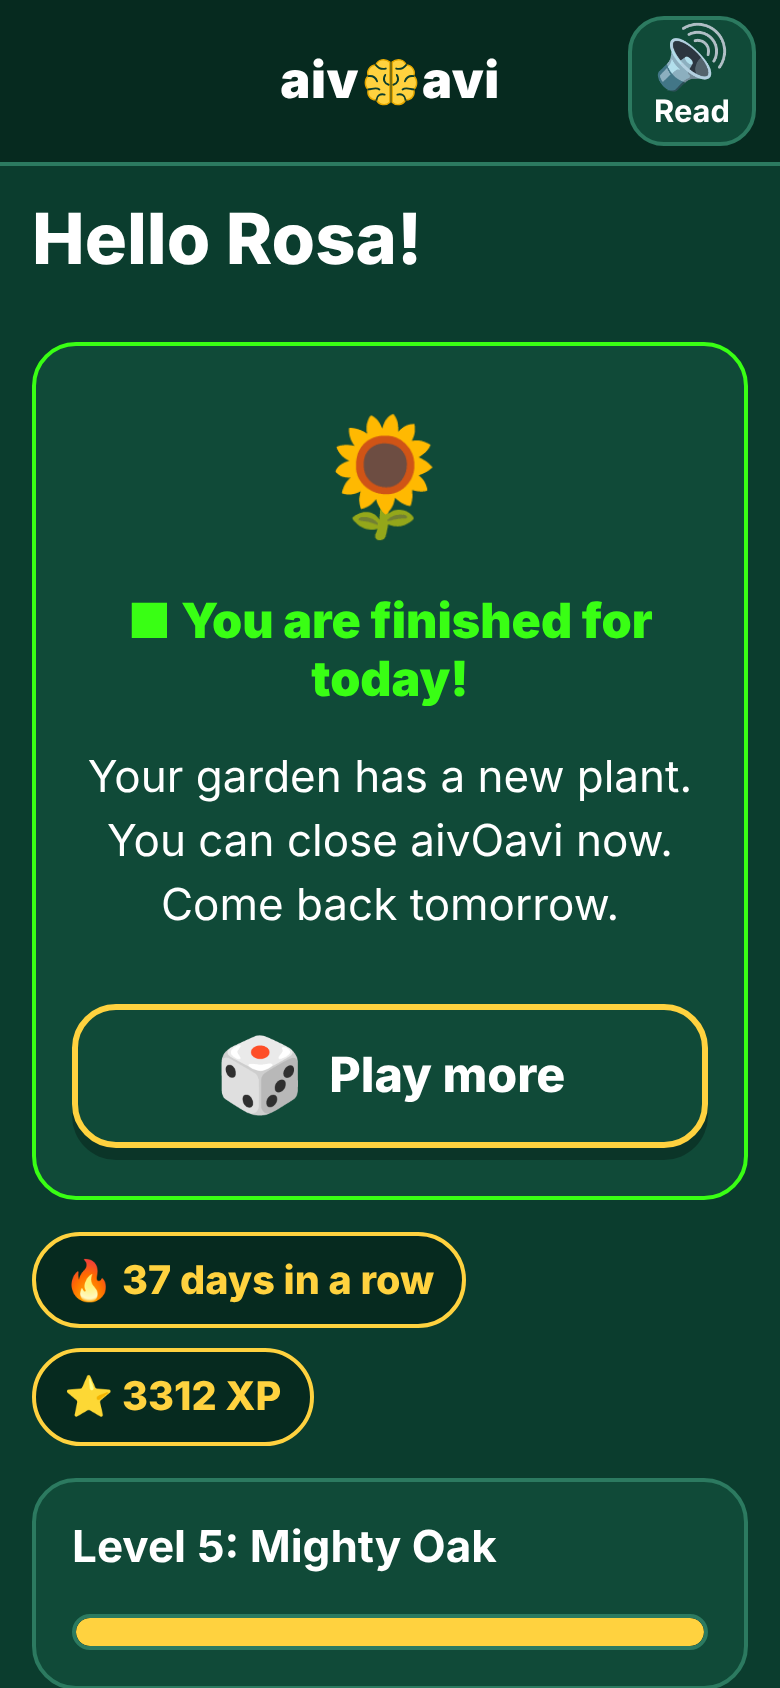 aiv🧠avi
Read
Hello Rosa!
■ You are finished for
today!
Your garden has a new plant.
You can close aivOavi now.
Come back tomorrow.
Play more
37 days in a row
3312 XP
Level 5: Mighty Oak